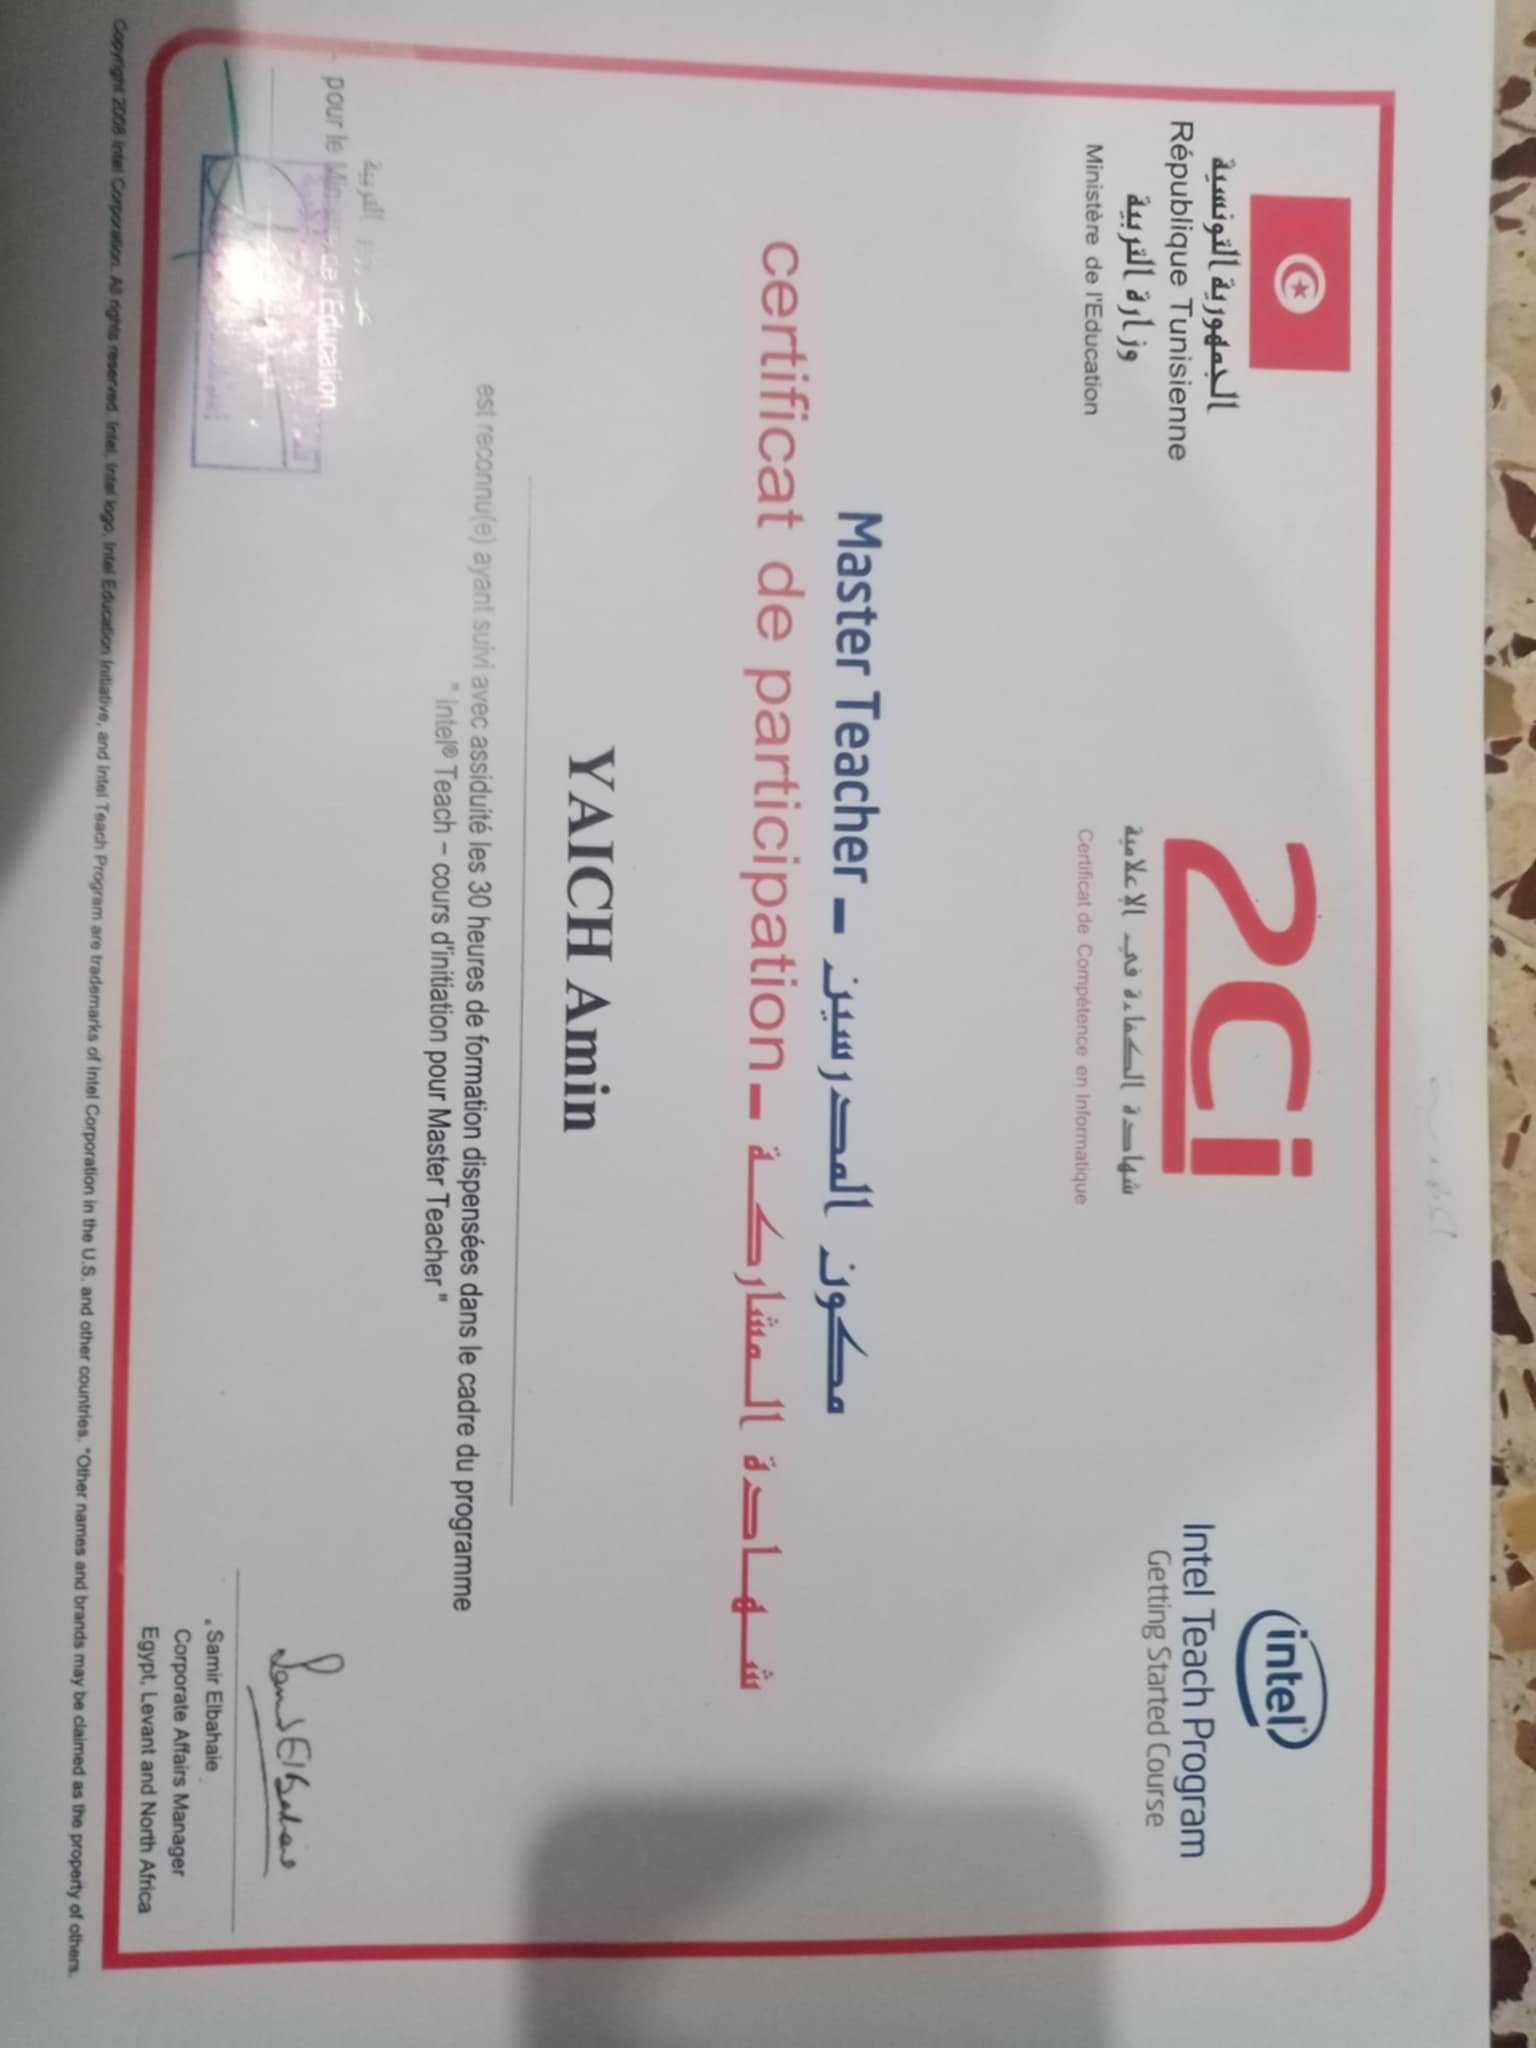 الجمهورية التونسية
République Tunisienne
وزارة التربية
Ministère de l'Education
2Ci
شهادة الكفاءة في الإعلامية
Certificat de Compétence en Informatique
intel®
Intel Teach Program
Getting Started Course
Master Teacher – مكون المدرسين
certificat de participation – شهادة المشاركة
YAICH Amin
est reconnu(e) ayant suivi avec assiduité les 30 heures de formation dispensées dans le cadre du programme
" Intel® Teach – cours d'initiation pour Master Teacher "
التربية
pour le de l'Education
Samir Elbahaie
Samir Elbahaie
Corporate Affairs Manager
Egypt, Levant and North Africa
Copyright 2008 Intel Corporation. All rights reserved. Intel, Intel logo, Intel Education Initiative, and Intel Teach Program are trademarks of Intel Corporation in the U.S. and other countries. *Other names and brands may be claimed as the property of others.